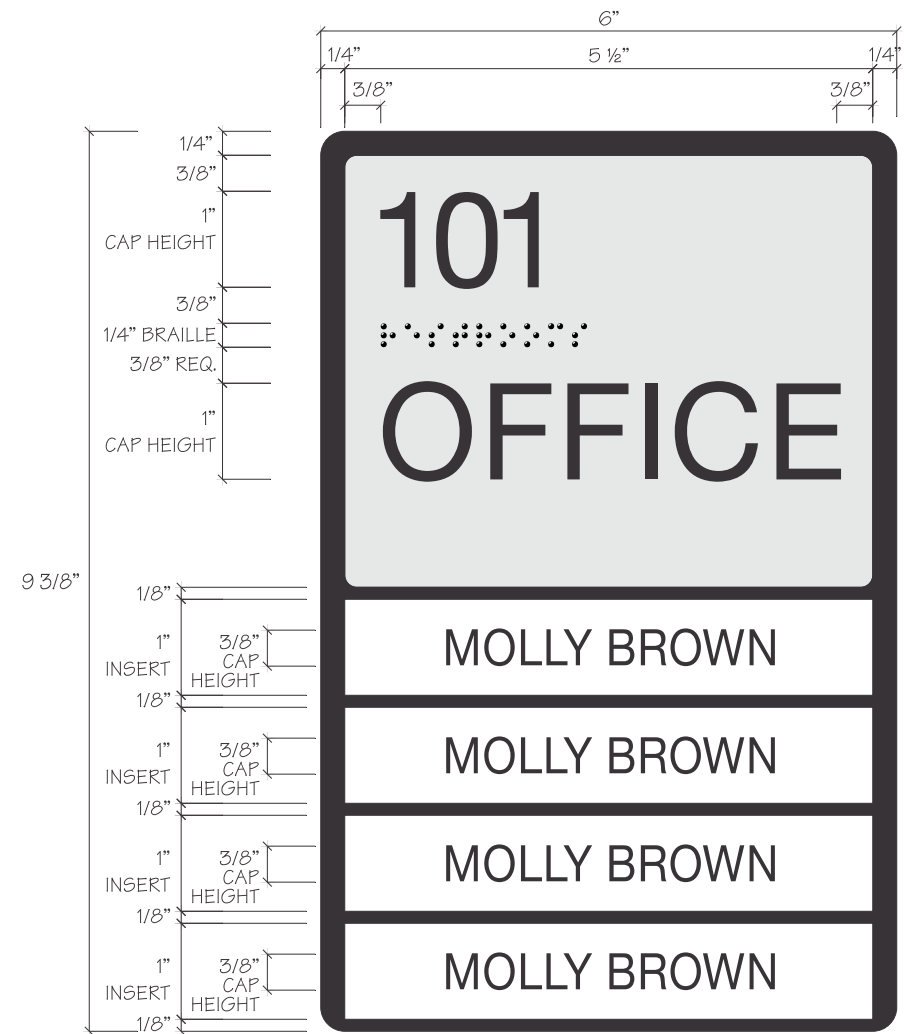 6”
1/4” 5 ½” 1/4”
3/8” 3/8”
1/4”
3/8”
1”
CAP HEIGHT
101
3/8”
1/4” BRAILLE
3/8” REQ.
1”
CAP HEIGHT
OFFICE
9 3/8”
1/8”
1”
INSERT
3/8”
CAP
HEIGHT
MOLLY BROWN
1/8”
1”
INSERT
3/8”
CAP
HEIGHT
MOLLY BROWN
1/8”
1”
INSERT
3/8”
CAP
HEIGHT
MOLLY BROWN
1/8”
1”
INSERT
3/8”
CAP
HEIGHT
MOLLY BROWN
1/8”